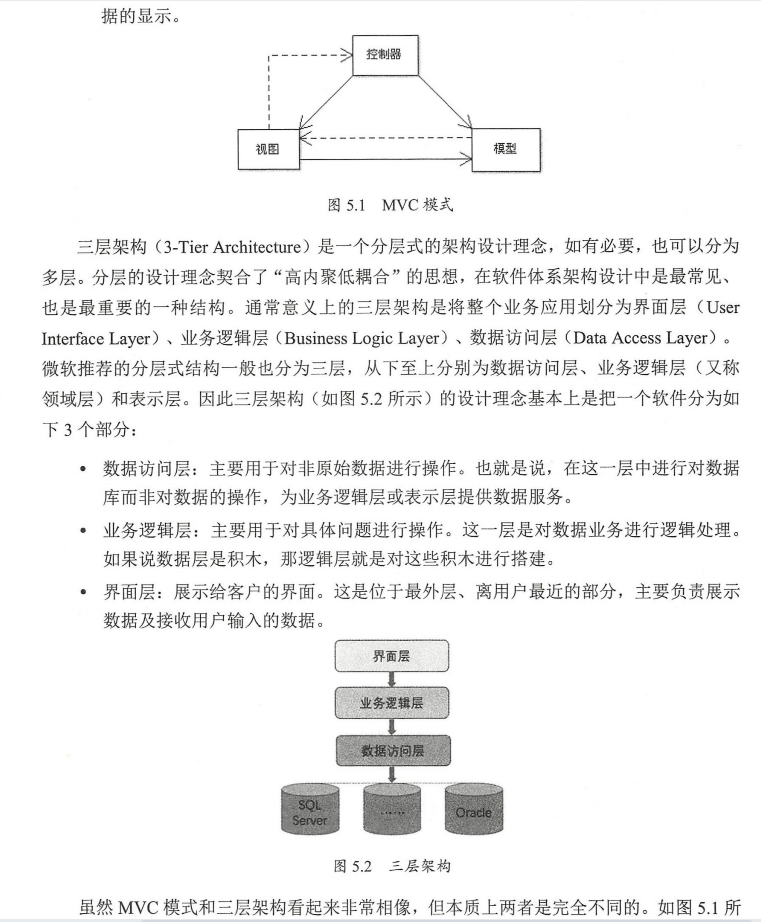 据的显示。
控制器
视图
模型
图 5.1 MVC 模式
三层架构（3-Tier Architecture）是一个分层式的架构设计理念，如有必要，也可以分为
多层。分层的设计理念契合了“高内聚低耦合”的思想，在软件体系架构设计中是最常见、
也是最重要的一种结构。通常意义上的三层架构是将整个业务应用划分为界面层（User
Interface Layer）、业务逻辑层（Business Logic Layer）、数据访问层（Data Access Layer）。
微软推荐的分层式结构一般也分为三层，从下至上分别为数据访问层、业务逻辑层（又称
领域层）和表示层。因此三层架构（如图 5.2 所示）的设计理念基本上是把一个软件分为如
下 3 个部分：
• 数据访问层：主要用于对非原始数据进行操作。也就是说，在这一层中进行对数据
库而非对数据的操作，为业务逻辑层或表示层提供数据服务。
• 业务逻辑层：主要用于对具体问题进行操作。这一层是对数据业务进行逻辑处理。
如果说数据层是积木，那逻辑层就是对这些积木进行搭建。
• 界面层：展示给客户的界面。这是位于最外层、离用户最近的部分，主要负责展示
数据及接收用户输入的数据。
界面层
业务逻辑层
数据访问层
SQL
Server
······
Oracle
图 5.2 三层架构
虽然 MVC 模式和三层架构看起来非常相像，但本质上两者是完全不同的。如图 5.1 所